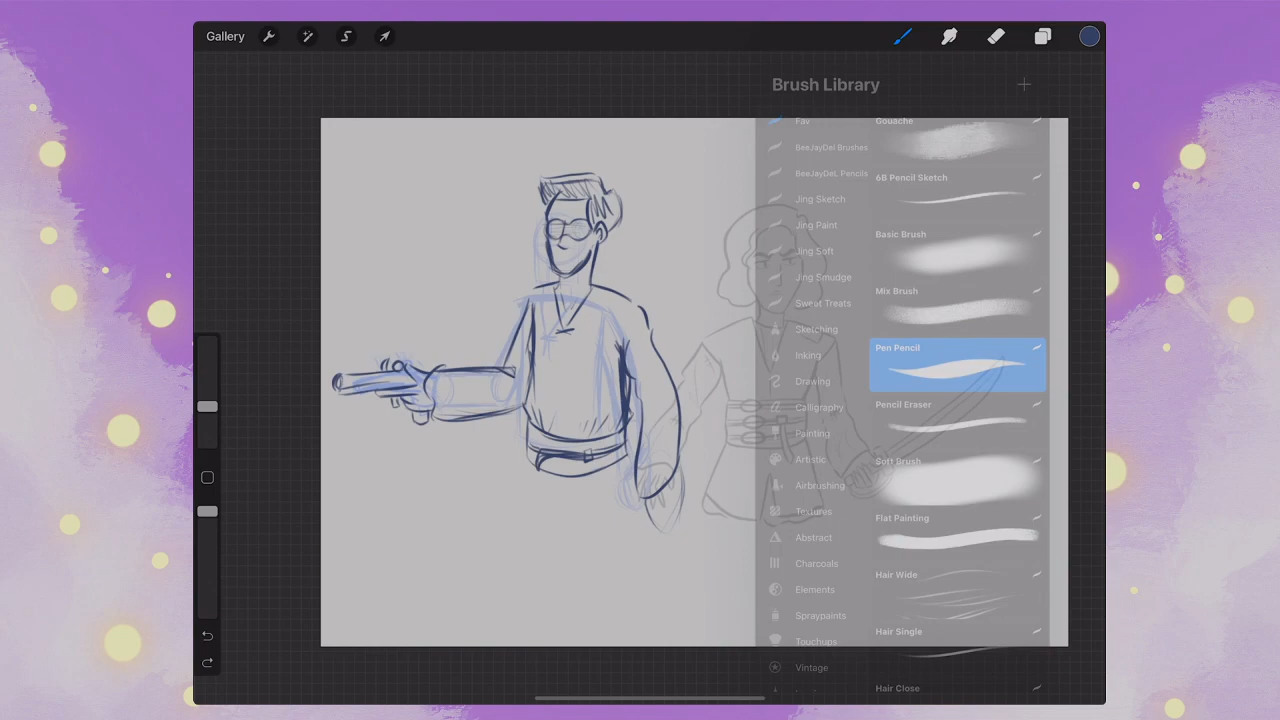 Gallery
Brush Library
Fav
BeeJayDel Brushes
BeeJayDeL Pencils
Jing Sketch
Jing Paint
Jing Soft
Jing Smudge
Sweat Treats
Sketching
Inking
Drawing
Calligraphy
Painting
Artistic
Airbrushing
Textures
Abstract
Charcoals
Elements
Spraypaints
Touchups
Vintage
Gouache
6B Pencil Sketch
Basic Brush
Mix Brush
Pen Pencil
Pencil Eraser
Soft Brush
Flat Painting
Hair Wide
Hair Single
Hair Close